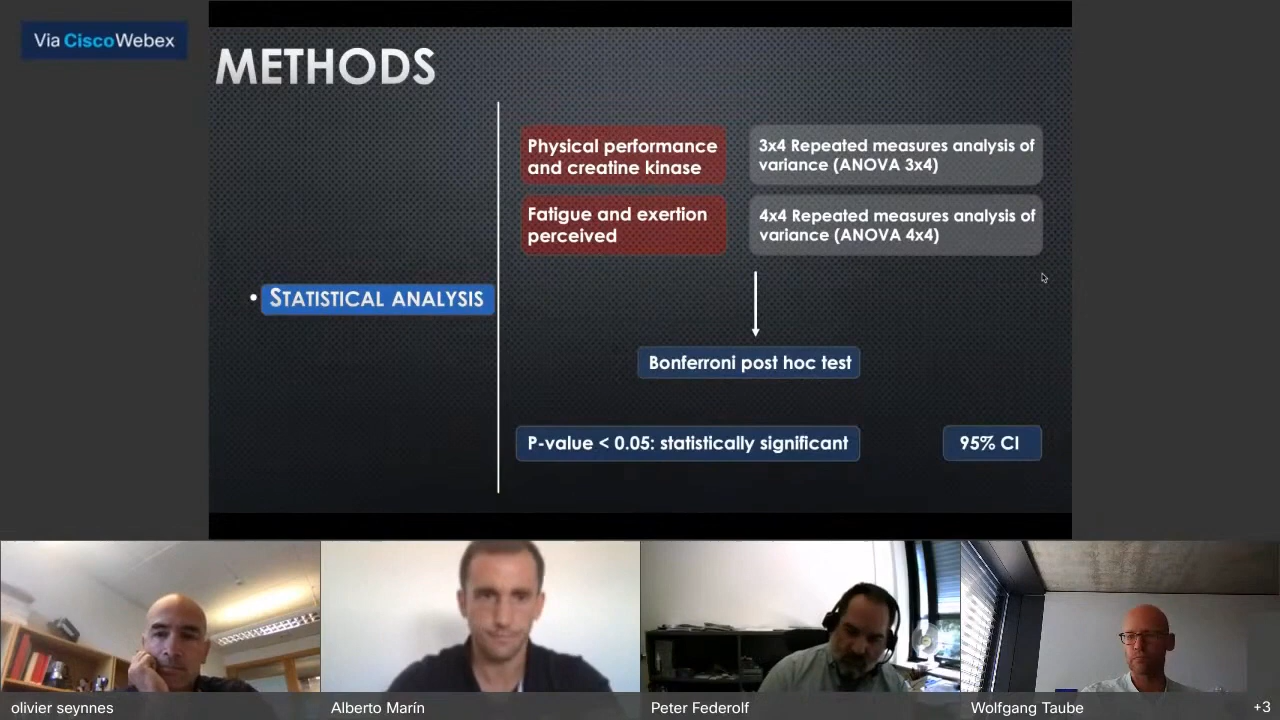 Via CiscoWebex
METHODS
Physical performance
and creatine kinase
3x4 Repeated measures analysis of
variance (ANOVA 3x4)
Fatigue and exertion
perceived
4x4 Repeated measures analysis of
variance (ANOVA 4x4)
• STATISTICAL ANALYSIS
Bonferroni post hoc test
P-value < 0.05: statistically significant
95% CI
olivier seynnes
Alberto Marín
Peter Federolf
Wolfgang Taube
+3